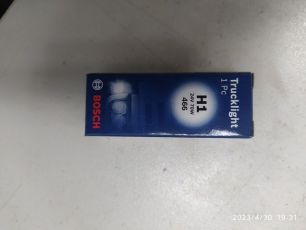 Trucklight
1 Pc
H1
24V 70W
466
BOSCH
2023/4/30 19:31